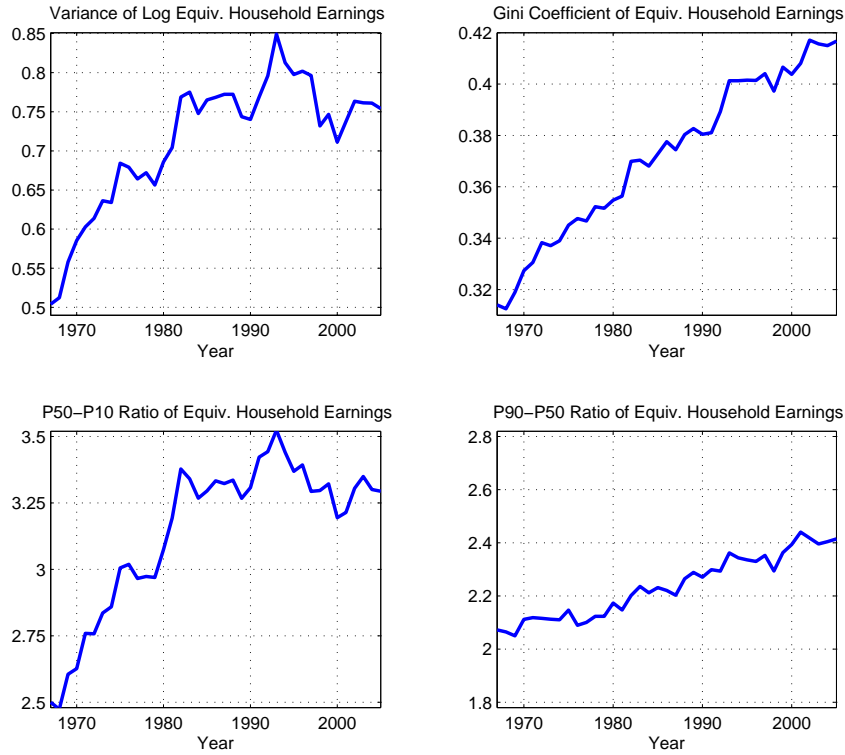 Variance of Log Equiv. Household Earnings
0.85
0.8
0.75
0.7
0.65
0.6
0.55
0.5
1970 1980 1990 2000
Year
Gini Coefficient of Equiv. Household Earnings
0.42
0.4
0.38
0.36
0.34
0.32
1970 1980 1990 2000
Year
P50−P10 Ratio of Equiv. Household Earnings
3.5
3.25
3
2.75
2.5
1970 1980 1990 2000
Year
P90−P50 Ratio of Equiv. Household Earnings
2.8
2.6
2.4
2.2
2
1.8
1970 1980 1990 2000
Year